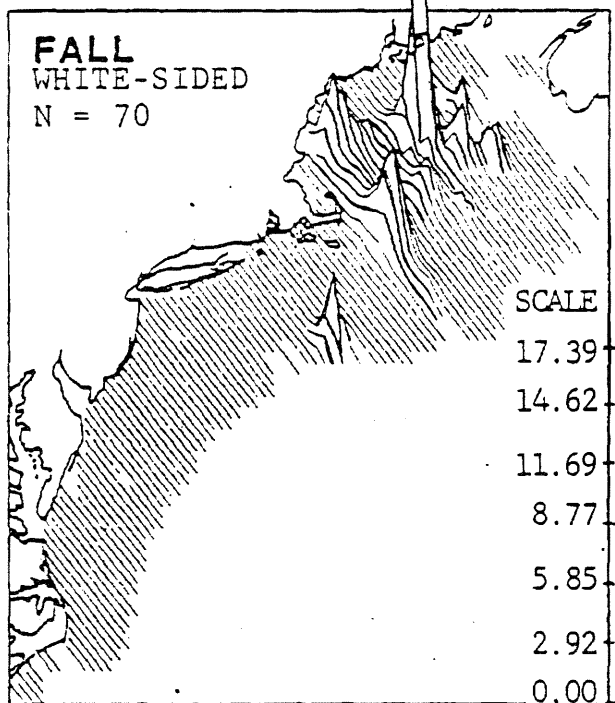 FALL
WHITE-SIDED
N = 70
SCALE
17.39
14.62
11.69
8.77
5.85
2.92
0.00